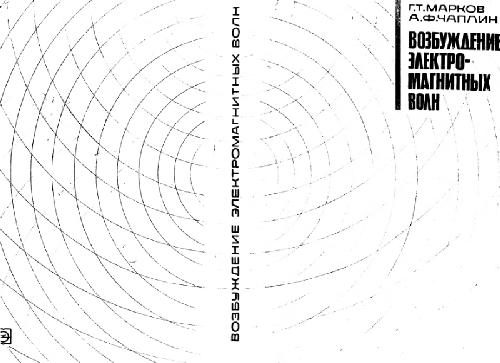 Г.Т.МАРКОВ
А.Ф.ЧАПЛИН
ВОЗБУЖДЕНИЕ
ЭЛЕКТРО-
МАГНИТНЫХ
ВОЛН
ВОЗБУЖДЕНИЕ ЭЛЕКТРОМАГНИТНЫХ ВОЛН